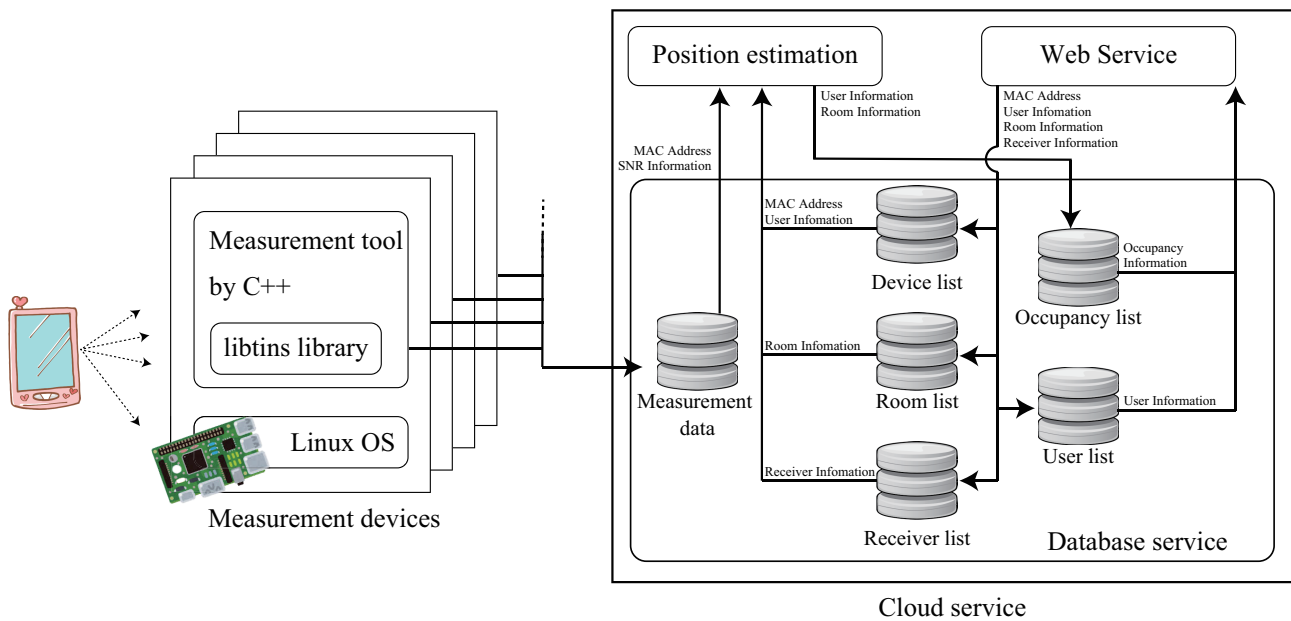 Position estimation
Web Service
User Information
Room Information
MAC Address
User Infomation
Room Information
Receiver Information
MAC Address
SNR Information
Measurement tool
by C++
libtins library
Linux OS
Measurement devices
MAC Address
User Infomation
Device list
Occupancy
Information
Occupancy list
Room Infomation
Measurement
data
Room list
User Information
User list
Receiver Infomation
Receiver list
Database service
Cloud service